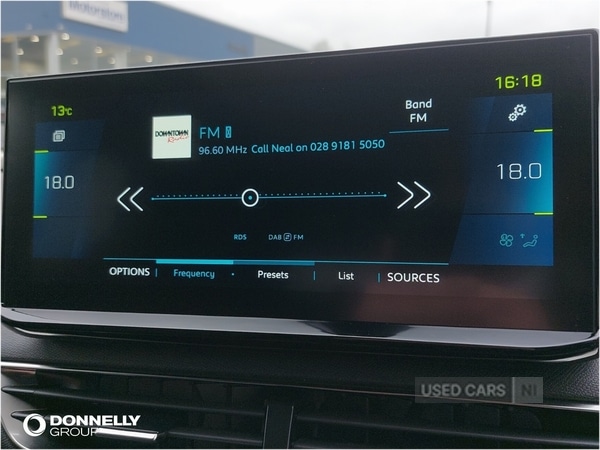 13°C
16:18
DOWNTOWN
FM
Band
FM
96.60 MHz Call Neal on 028 9181 5050
18.0
18.0
RDS
DAB FM
OPTIONS
Frequency
Presets
List
SOURCES
USED CARS NI
DONNELLY
GROUP